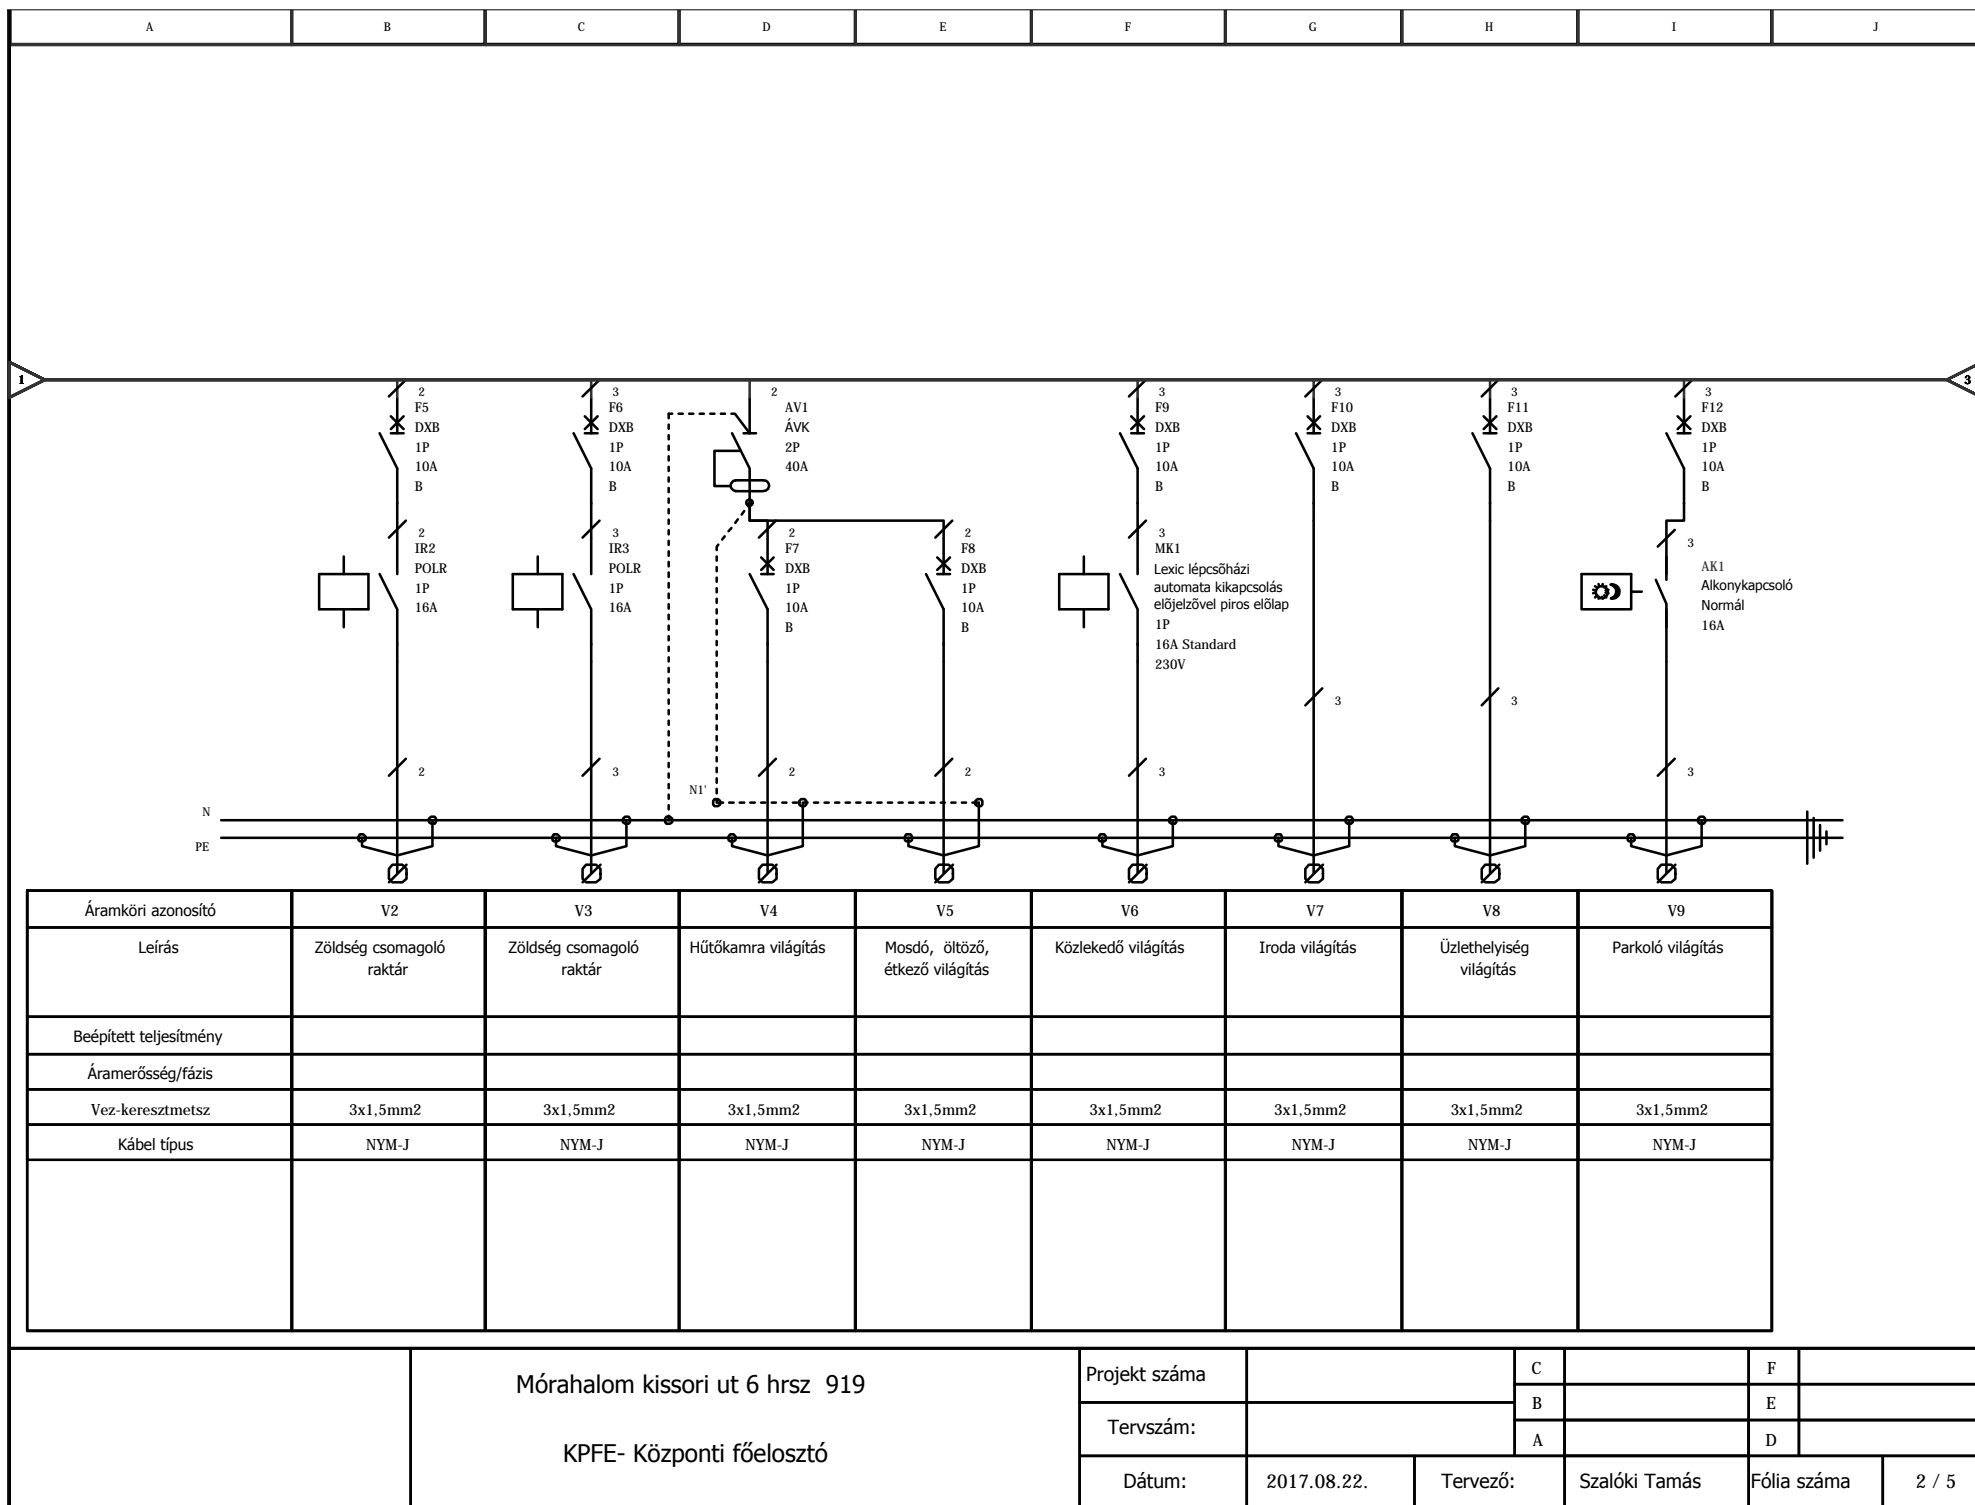 A B C D E F G H I J
1 3
2 3 2 3 3 3 3
F5 F6 AV1 F9 F10 F11 F12
DXB DXB ÁVK DXB DXB DXB DXB
1P 1P 2P 1P 1P 1P 1P
10A 10A 40A 10A 10A 10A 10A
B B B B B B
2 3 2 2 3 3
IR2 IR3 F7 F8 MK1 AK1
POLR POLR DXB DXB Lexic lépcsõházi Alkonykapcsoló
1P 1P 1P 1P automata kikapcsolás Normál
16A 16A 10A 10A elõjelzõvel piros elõlap 16A
B B 1P
16A Standard
230V
3 3
2 3 2 2 3 3
N1'
N
PE
Áramköri azonosító V2 V3 V4 V5 V6 V7 V8 V9
Leírás Zöldség csomagoló Zöldség csomagoló Hűtőkamra világítás Mosdó, öltöző, Közlekedő világítás Iroda világítás Üzlethelyiség Parkoló világítás
raktár raktár étkező világítás világítás
Beépített teljesítmény
Áramerősség/fázis
Vez-keresztmetsz 3x1,5mm2 3x1,5mm2 3x1,5mm2 3x1,5mm2 3x1,5mm2 3x1,5mm2 3x1,5mm2 3x1,5mm2
Kábel típus NYM-J NYM-J NYM-J NYM-J NYM-J NYM-J NYM-J NYM-J
Mórahalom kissori ut 6 hrsz 919
KPFE- Központi főelosztó
Projekt száma C F
B E
Tervszám: A D
Dátum: 2017.08.22. Tervező: Szalóki Tamás Fólia száma 2 / 5